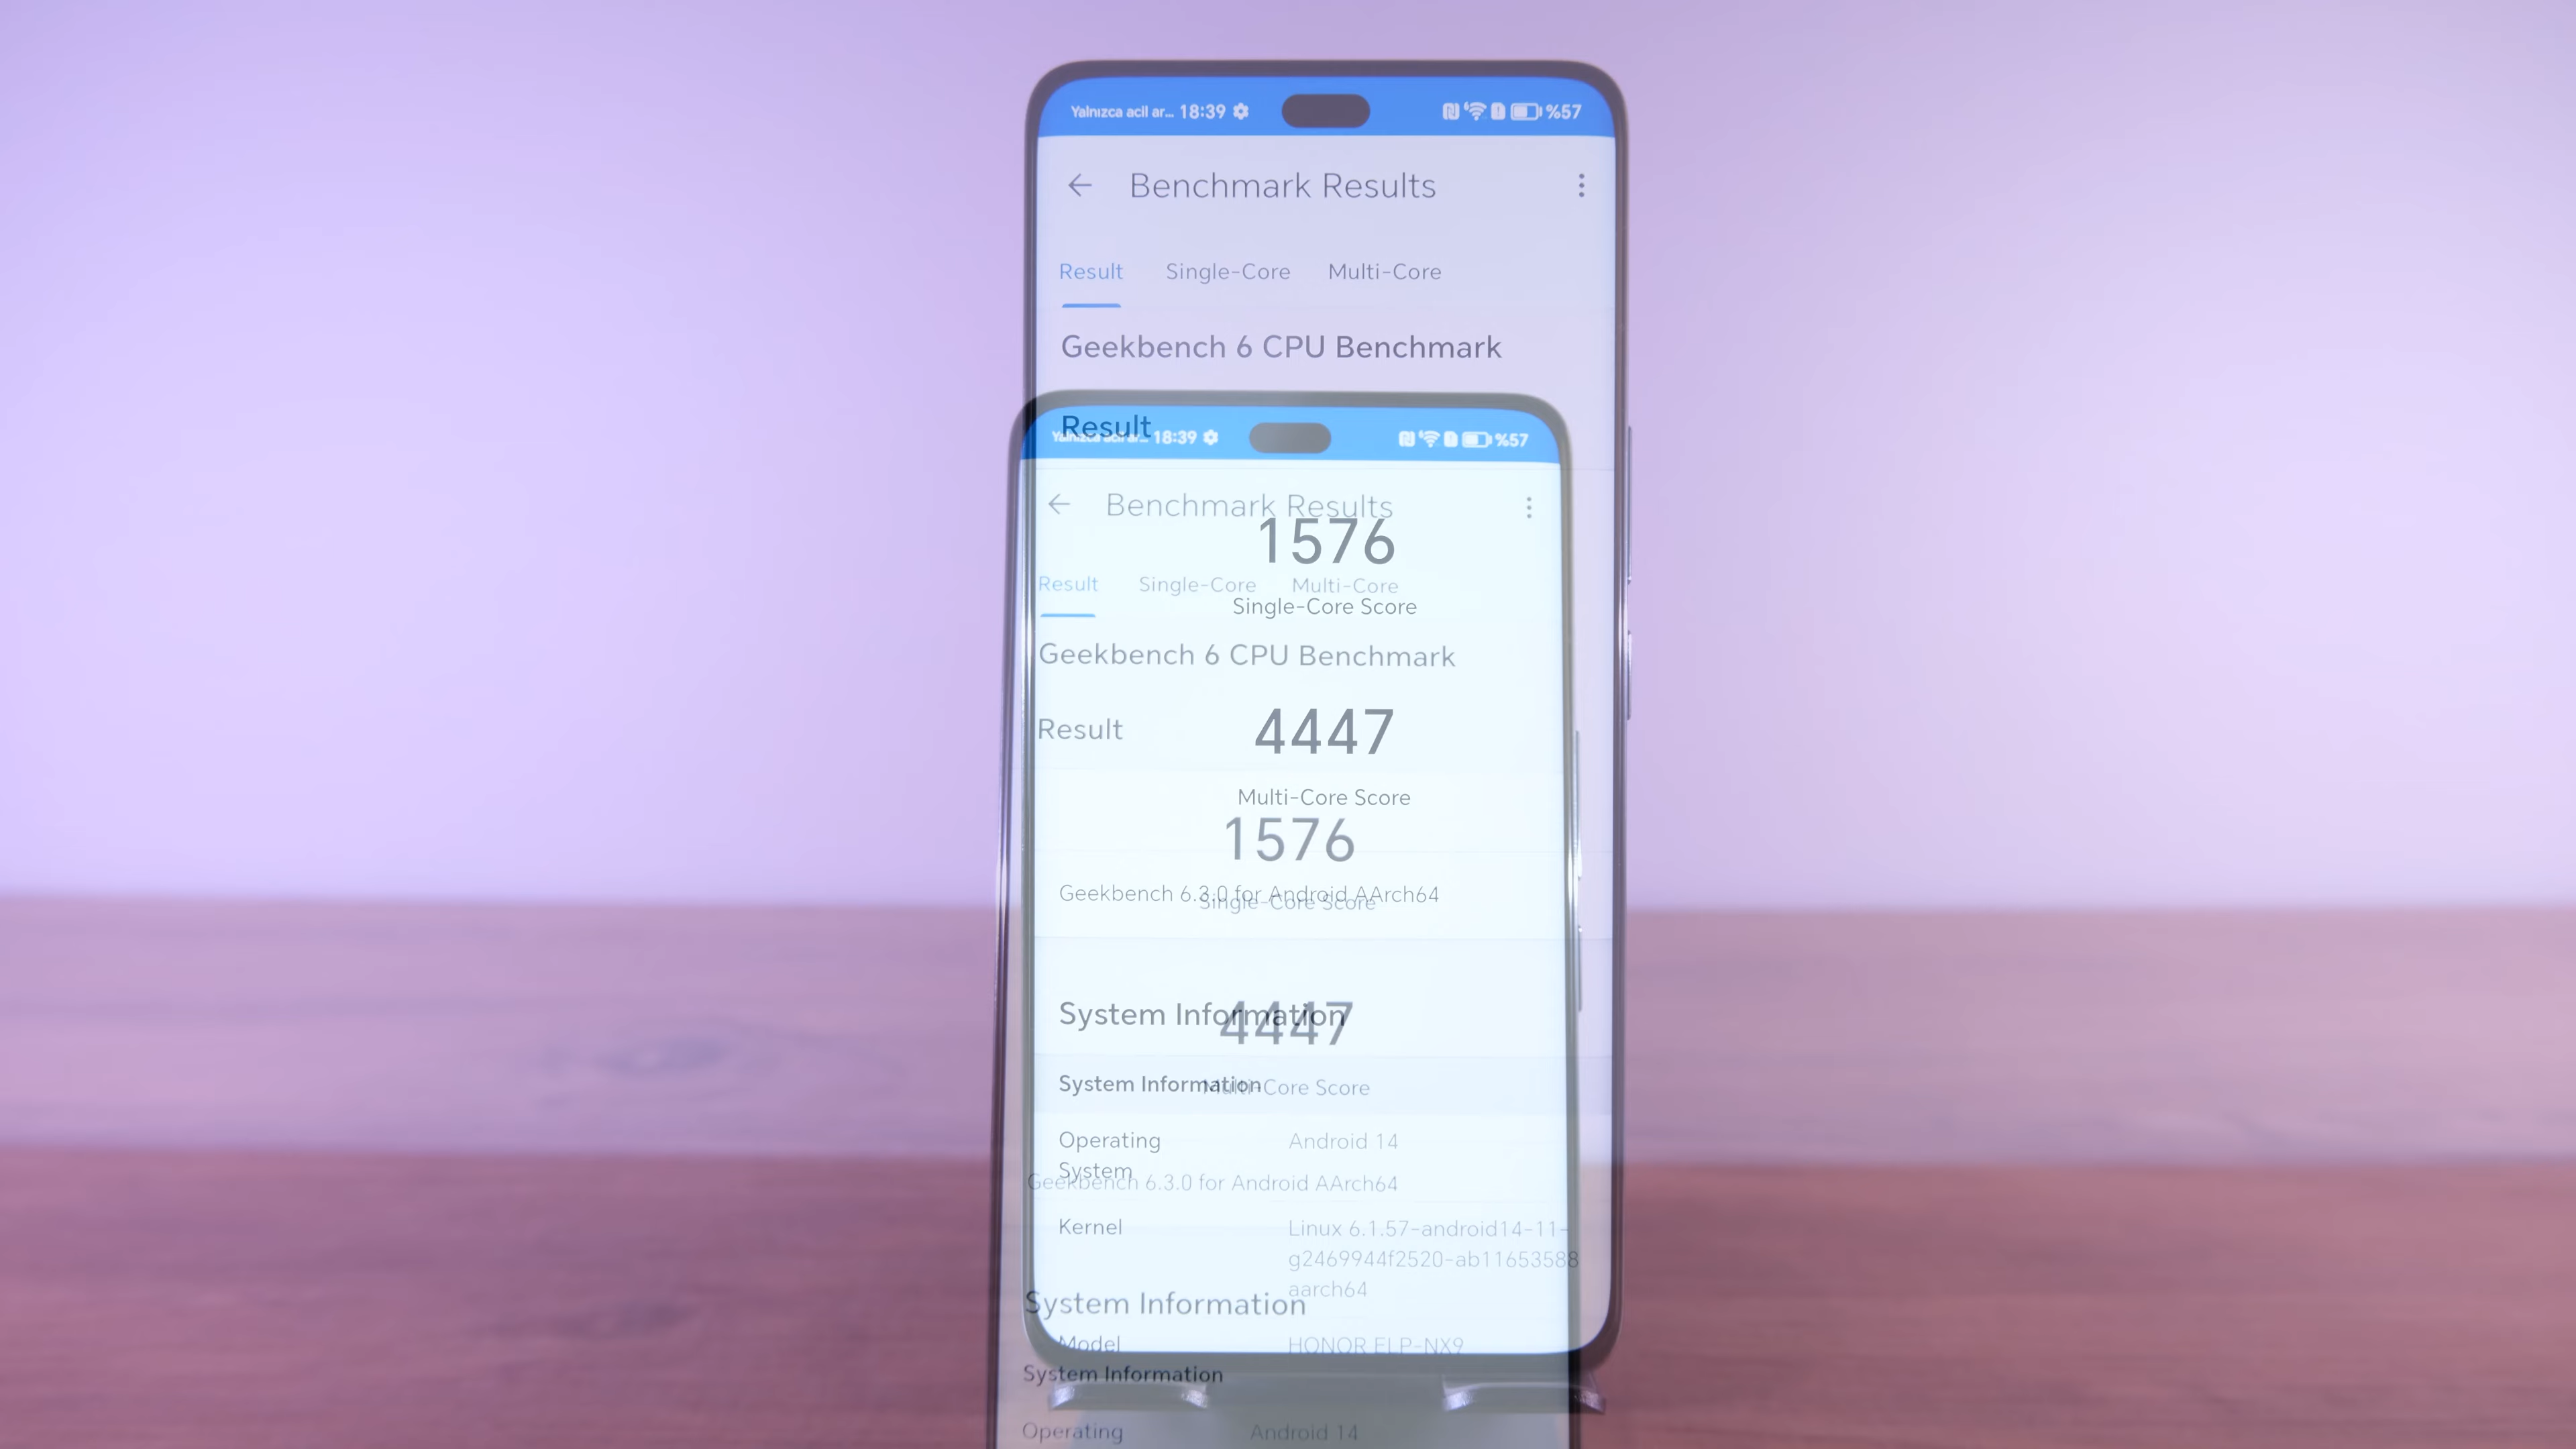 Yalnızca acil ar... 18:39 %57
Benchmark Results
Result Single-Core Multi-Core
Geekbench 6 CPU Benchmark
Result
1576
Single-Core Score
4447
Multi-Core Score
Geekbench 6.3.0 for Android AArch64
System Information
System Information
Operating System Android 14
Kernel Linux 6.1.57-android14-11-
g2469944f2520-ab11653588
aarch64
Model HONOR ELP-NX9
Yalnızca acil ar... 18:39 %57
Benchmark Results
Result Single-Core Multi-Core
Geekbench 6 CPU Benchmark
Result
1576
Single-Core Score
4447
Multi-Core Score
Geekbench 6.3.0 for Android AArch64
System Information
System Information
Operating Android 14